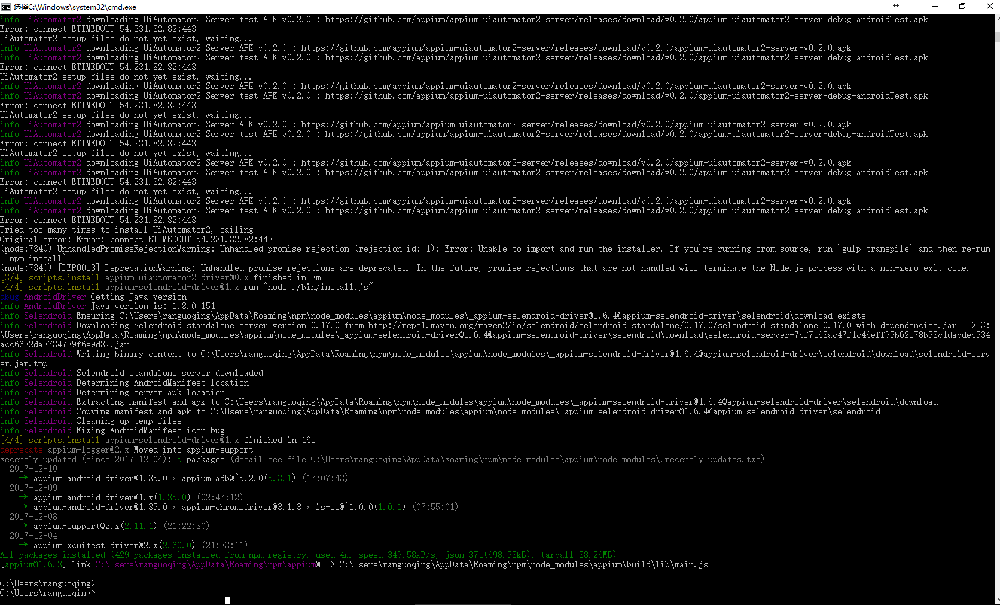 选择C:\Windows\system32\cmd.exe
info UiAutomator2 downloading UiAutomator2 Server test APK v0.2.0 : https://github.com/appium/appium-uiautomator2-server/releases/download/v0.2.0/appium-uiautomator2-server-debug-androidTest.apk
Error: connect ETIMEDOUT 54.231.82.82:443
UiAutomator2 setup files do not yet exist, waiting...
info UiAutomator2 downloading UiAutomator2 Server APK v0.2.0 : https://github.com/appium/appium-uiautomator2-server/releases/download/v0.2.0/appium-uiautomator2-server-v0.2.0.apk
info UiAutomator2 downloading UiAutomator2 Server test APK v0.2.0 : https://github.com/appium/appium-uiautomator2-server/releases/download/v0.2.0/appium-uiautomator2-server-debug-androidTest.apk
Error: connect ETIMEDOUT 54.231.82.82:443
UiAutomator2 setup files do not yet exist, waiting...
info UiAutomator2 downloading UiAutomator2 Server APK v0.2.0 : https://github.com/appium/appium-uiautomator2-server/releases/download/v0.2.0/appium-uiautomator2-server-v0.2.0.apk
info UiAutomator2 downloading UiAutomator2 Server test APK v0.2.0 : https://github.com/appium/appium-uiautomator2-server/releases/download/v0.2.0/appium-uiautomator2-server-debug-androidTest.apk
Error: connect ETIMEDOUT 54.231.82.82:443
UiAutomator2 setup files do not yet exist, waiting...
info UiAutomator2 downloading UiAutomator2 Server APK v0.2.0 : https://github.com/appium/appium-uiautomator2-server/releases/download/v0.2.0/appium-uiautomator2-server-v0.2.0.apk
info UiAutomator2 downloading UiAutomator2 Server test APK v0.2.0 : https://github.com/appium/appium-uiautomator2-server/releases/download/v0.2.0/appium-uiautomator2-server-debug-androidTest.apk
Error: connect ETIMEDOUT 54.231.82.82:443
UiAutomator2 setup files do not yet exist, waiting...
info UiAutomator2 downloading UiAutomator2 Server APK v0.2.0 : https://github.com/appium/appium-uiautomator2-server/releases/download/v0.2.0/appium-uiautomator2-server-v0.2.0.apk
info UiAutomator2 downloading UiAutomator2 Server test APK v0.2.0 : https://github.com/appium/appium-uiautomator2-server/releases/download/v0.2.0/appium-uiautomator2-server-debug-androidTest.apk
Error: connect ETIMEDOUT 54.231.82.82:443
UiAutomator2 setup files do not yet exist, waiting...
info UiAutomator2 downloading UiAutomator2 Server APK v0.2.0 : https://github.com/appium/appium-uiautomator2-server/releases/download/v0.2.0/appium-uiautomator2-server-v0.2.0.apk
info UiAutomator2 downloading UiAutomator2 Server test APK v0.2.0 : https://github.com/appium/appium-uiautomator2-server/releases/download/v0.2.0/appium-uiautomator2-server-debug-androidTest.apk
Error: connect ETIMEDOUT 54.231.82.82:443
Tried too many times to install UiAutomator2, failing
Original error: Error: connect ETIMEDOUT 54.231.82.82:443
(node:7340) UnhandledPromiseRejectionWarning: Unhandled promise rejection (rejection id: 1): Error: Unable to import and run the installer. If you're running from source, run `gulp transpile` and then re-run
`npm install`
(node:7340) [DEP0018] DeprecationWarning: Unhandled promise rejections are deprecated. In the future, promise rejections that are not handled will terminate the Node.js process with a non-zero exit code.
[3/4] scripts.install appium-uiautomator2-driver@0.x finished in 3m
[4/4] scripts.install appium-selendroid-driver@1.x run "node ./bin/install.js"
dbug AndroidDriver Getting Java version
info AndroidDriver Java version is: 1.8.0_151
info Selendroid Ensuring C:\Users\ranguoqing\AppData\Roaming\npm\node_modules\appium\node_modules\_appium-selendroid-driver@1.6.4@appium-selendroid-driver\selendroid\download exists
info Selendroid Downloading Selendroid standalone server version 0.17.0 from http://repo1.maven.org/maven2/io/selendroid/selendroid-standalone/0.17.0/selendroid-standalone-0.17.0-with-dependencies.jar --> C:
\Users\ranguoqing\AppData\Roaming\npm\node_modules\appium\node_modules\_appium-selendroid-driver@1.6.4@appium-selendroid-driver\selendroid\download\selendroid-server-7cf7163ac47f1c46eff95b62f78b58c1dabdec534
acc6632da3784739f6e9d82.jar
info Selendroid Writing binary content to C:\Users\ranguoqing\AppData\Roaming\npm\node_modules\appium\node_modules\_appium-selendroid-driver@1.6.4@appium-selendroid-driver\selendroid\download\selendroid-serv
er.jar.tmp
info Selendroid Selendroid standalone server downloaded
info Selendroid Determining AndroidManifest location
info Selendroid Determining server apk location
info Selendroid Extracting manifest and apk to C:\Users\ranguoqing\AppData\Roaming\npm\node_modules\appium\node_modules\_appium-selendroid-driver@1.6.4@appium-selendroid-driver\selendroid\download
info Selendroid Copying manifest and apk to C:\Users\ranguoqing\AppData\Roaming\npm\node_modules\appium\node_modules\_appium-selendroid-driver@1.6.4@appium-selendroid-driver\selendroid
info Selendroid Cleaning up temp files
info Selendroid Fixing AndroidManifest icon bug
[4/4] scripts.install appium-selendroid-driver@1.x finished in 16s
deprecate appium-logger@2.x Moved into appium-support
Recently updated (since 2017-12-04): 5 packages (detail see file C:\Users\ranguoqing\AppData\Roaming\npm\node_modules\appium\node_modules\.recently_updates.txt)
2017-12-10
→ appium-android-driver@1.35.0 › appium-adb@^5.2.0(5.3.1) (17:07:43)
2017-12-09
→ appium-android-driver@1.x(1.35.0) (02:47:12)
→ appium-android-driver@1.35.0 › appium-chromedriver@3.1.3 › is-os@^1.0.0(1.0.1) (07:55:01)
2017-12-08
→ appium-support@2.x(2.11.1) (21:22:30)
2017-12-04
→ appium-xcuitest-driver@2.x(2.60.0) (21:33:11)
All packages installed (429 packages installed from npm registry, used 4m, speed 349.58kB/s, json 371(698.58kB), tarball 88.26MB)
[appium@1.6.3] link C:\Users\ranguoqing\AppData\Roaming\npm\appium@ -> C:\Users\ranguoqing\AppData\Roaming\npm\node_modules\appium\build\lib\main.js
C:\Users\ranguoqing>
C:\Users\ranguoqing>